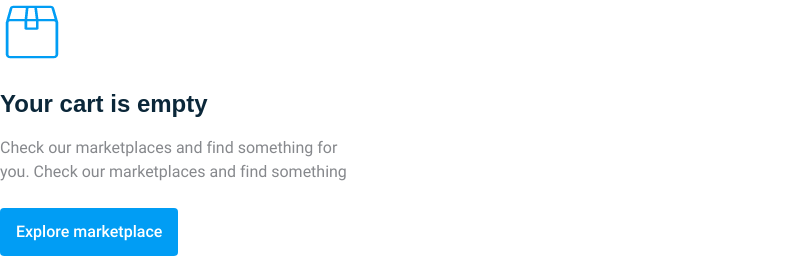 Your cart is empty
Check our marketplaces and find something for
you. Check our marketplaces and find something
Explore marketplace